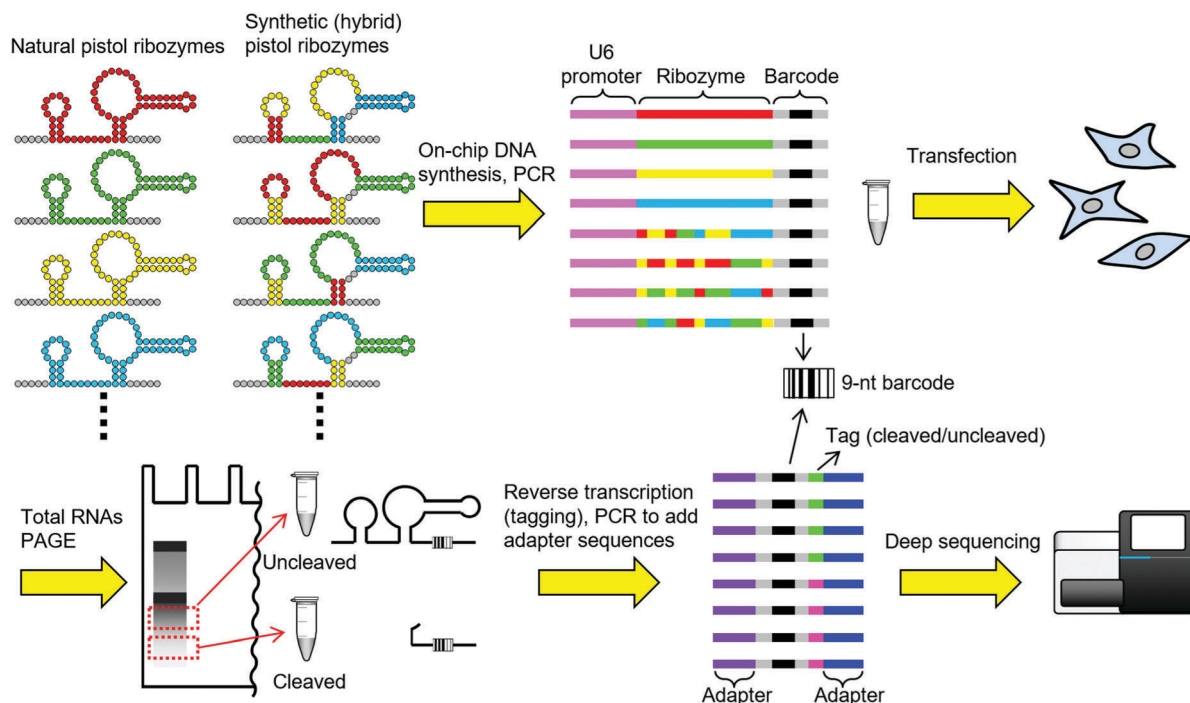 Natural pistol ribozymes
Synthetic (hybrid)
pistol ribozymes
On-chip DNA
synthesis, PCR
U6
promoter
Ribozyme
Barcode
Transfection
9-nt barcode
Tag (cleaved/uncleaved)
Total RNAs
PAGE
Uncleaved
Cleaved
Reverse transcription
(tagging), PCR to add
adapter sequences
Adapter
Adapter
Deep sequencing